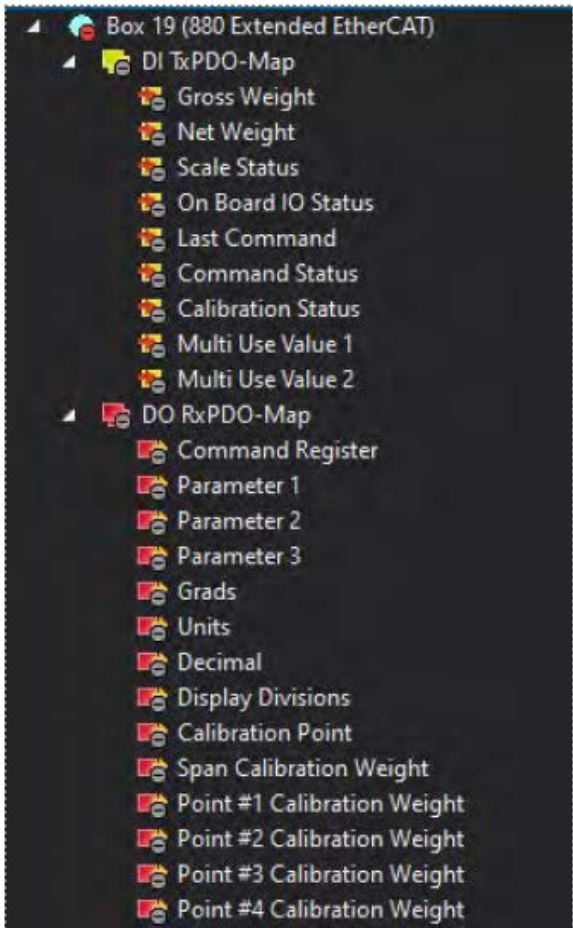 Box 19 (880 Extended EtherCAT)
DI TxPDO-Map
Gross Weight
Net Weight
Scale Status
On Board IO Status
Last Command
Command Status
Calibration Status
Multi Use Value 1
Multi Use Value 2
DO RxPDO-Map
Command Register
Parameter 1
Parameter 2
Parameter 3
Grads
Units
Decimal
Display Divisions
Calibration Point
Span Calibration Weight
Point #1 Calibration Weight
Point #2 Calibration Weight
Point #3 Calibration Weight
Point #4 Calibration Weight